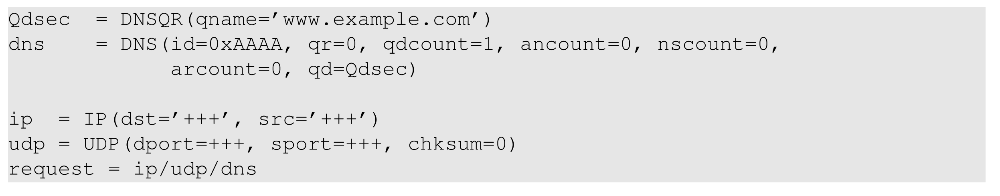 Qdsec    = DNSQR(qname='www.example.com')
dns    = DNS(id=0xAAAA, qr=0, qdcount=1, ancount=0, nscount=0,
             arcount=0, qd=Qdsec)
ip  = IP(dst='+++', src='+++')
udp = UDP(dport=+++, sport=+++, chksum=0)
request = ip/udp/dns